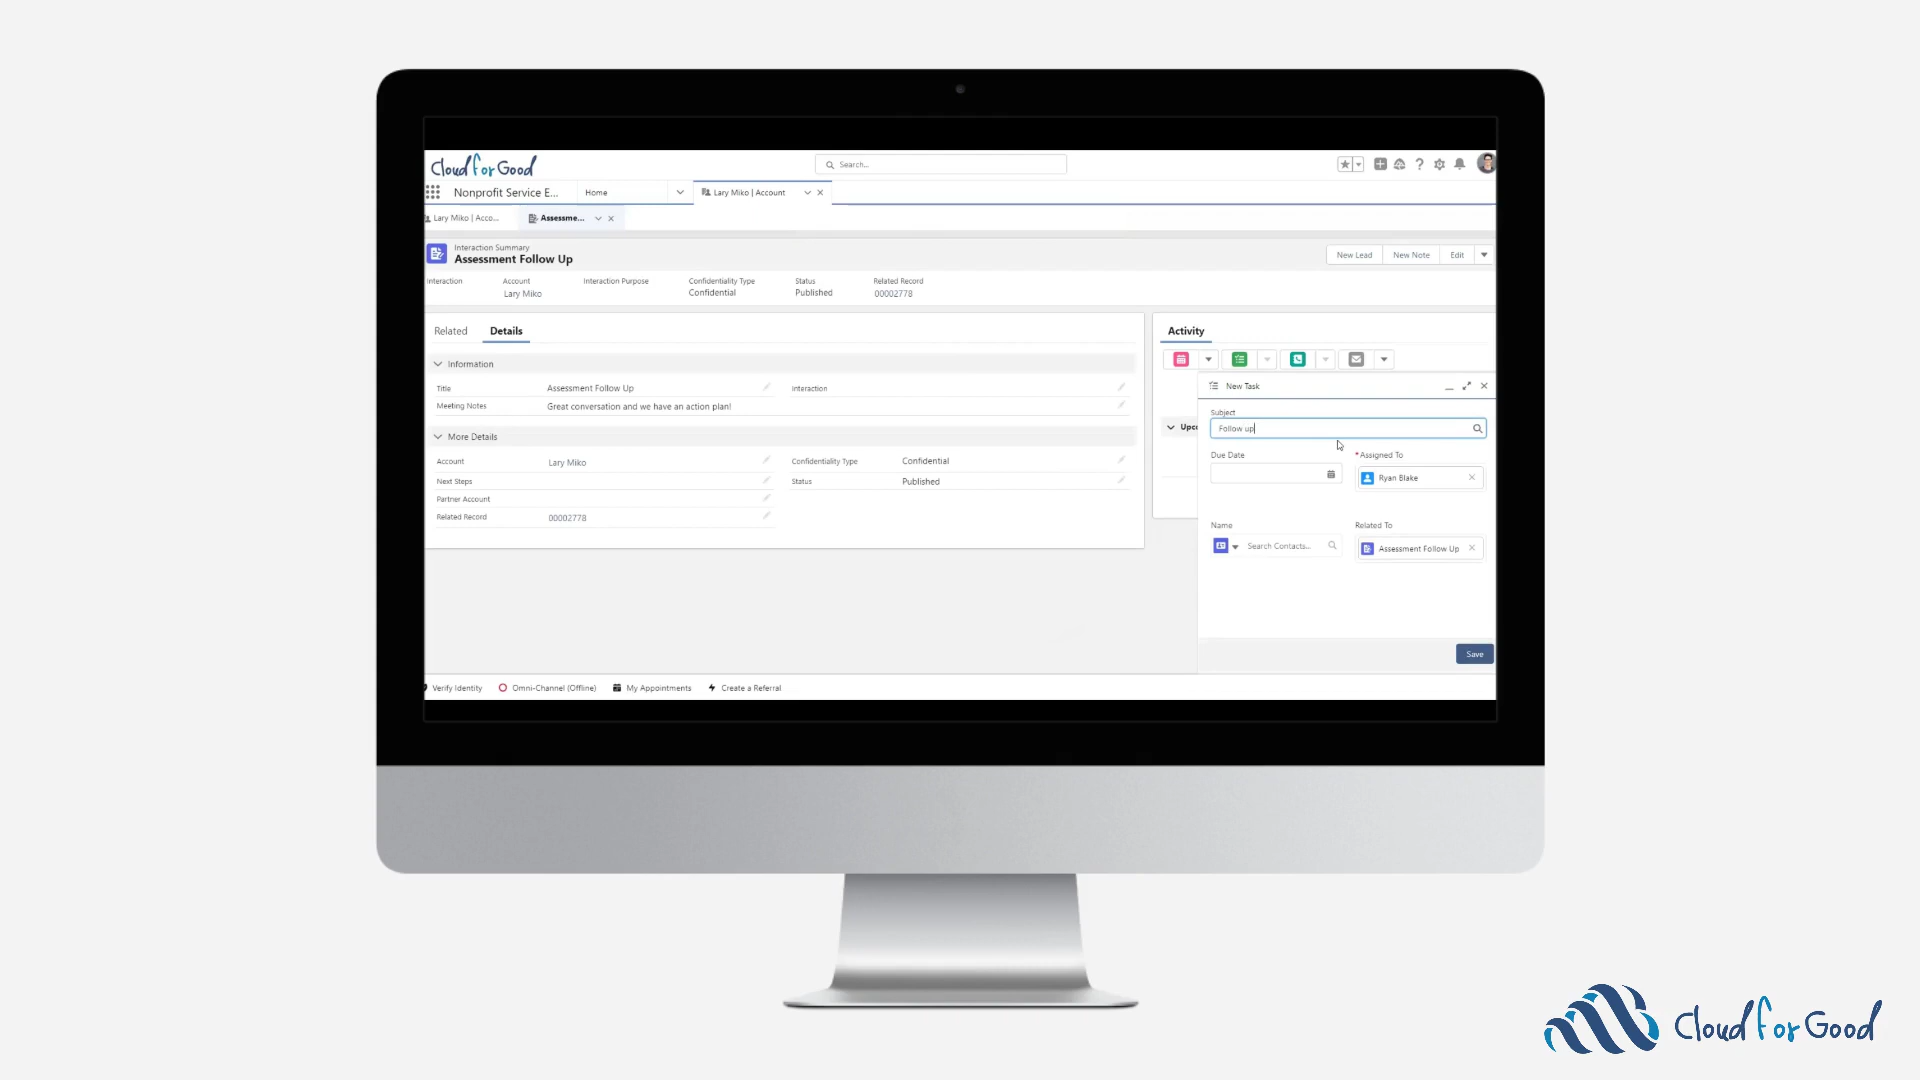 Cloud for Good
Search...
Nonprofit Service E...
Home
Lary Miko | Account
Lary Miko | Acco...
Assessme...
Interaction Summary
Assessment Follow Up
New Lead
New Note
Edit
Interaction
Account
Interaction Purpose
Confidentiality Type
Status
Related Record
Lary Miko
Confidential
Published
00002778
Related
Details
Information
Title
Assessment Follow Up
Interaction
Meeting Notes
Great conversation and we have an action plan!
More Details
Account
Lary Miko
Confidentiality Type
Confidential
Next Steps
Status
Published
Partner Account
Related Record
00002778
Activity
New Task
Upco
Subject
Follow up
Due Date
*Assigned To
Ryan Blake
Name
Related To
Search Contacts...
Assessment Follow Up
Save
Verify Identity
Omni-Channel (Offline)
My Appointments
Create a Referral
Cloud for Good